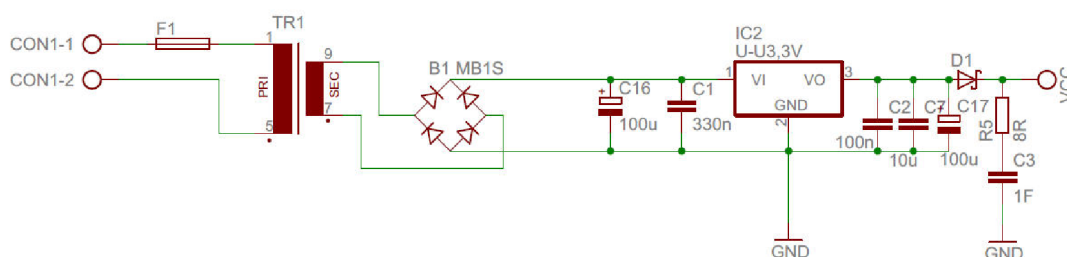 TR1
F1
CON1-1
CON1-2
1
5
PRI
SEC
9
7
B1 MB1S
C16
100u
C1
330n
IC2
U-U3,3V
1
VI
VO
3
GND
2
GND
C2
100n
C7
10u
C17
100u
D1
VCC
R5
8R
C3
1F
GND
+
+